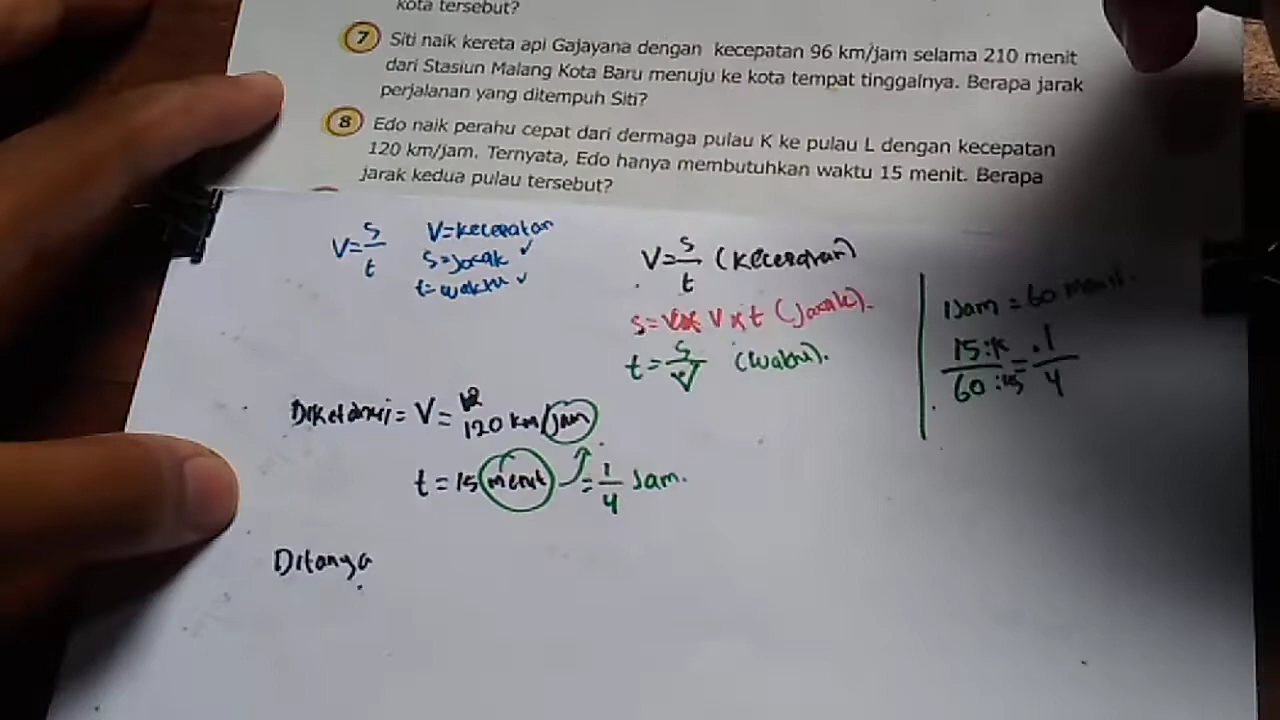 kota tersebut?
7 Siti naik kereta api Gajayana dengan kecepatan 96 km/jam selama 210 menit
dari Stasiun Malang Kota Baru menuju ke kota tempat tinggalnya. Berapa jarak
perjalanan yang ditempuh Siti?
8 Edo naik perahu cepat dari dermaga pulau K ke pulau L dengan kecepatan
120 km/jam. Ternyata, Edo hanya membutuhkan waktu 15 menit. Berapa
jarak kedua pulau tersebut?
V=s/t
V=kecepatan
s=jarak ✓
t=waktu ✓
V=s/t (kecepatan)
s= V x t (Jarak).
t=s/v (waktu).
1 Jam = 60 Menit.
15:15/60:15=1/4
Diketahui = V= 120 km/jam
t = 15 menit = 1/4 Jam.
Ditanya